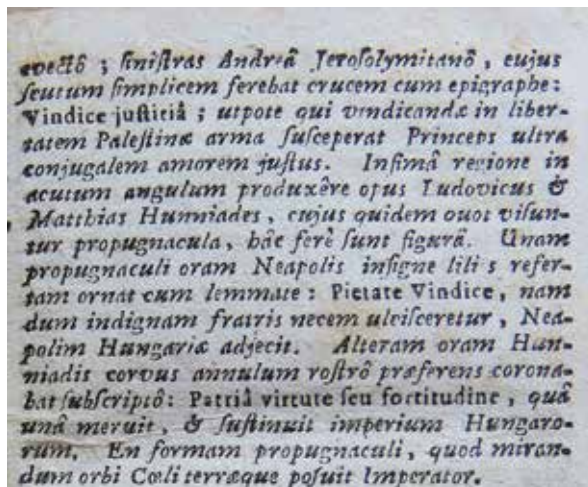 evectô ; sinistras Andreâ Jerosolymitanô , cujus
scutum simplicem ferebat crucem cum epigraphe:
Vindice justitiâ ; utpote qui vindicandæ in liber-
tatem Palestinæ arma susceperat Princeps ultra
conjugalem amorem justus. Infimâ regione in
acutum angulum produxêre opus Ludovicus &
Matthias Hunniades , cujus quidem quot visun-
tur propugnacula , hâc ferè sunt figurâ. Unam
propugnaculi oram Neapolis insigne lilis refer-
tam ornat cum lemmate : Pietate Vindice , nam
dum indignam fratris necem ulcisceretur , Nea-
polim Hungariæ adjecit. Alteram oram Hun-
niadis corvus annulum rostrô præferens corona-
bat subscriptô: Patriâ virtute seu fortitudine , quâ
unâ meruit , & sustinuit imperium Hungaro-
rum. En formam propugnaculi , quod miran-
dum orbi Cœli terræque posuit Imperator.